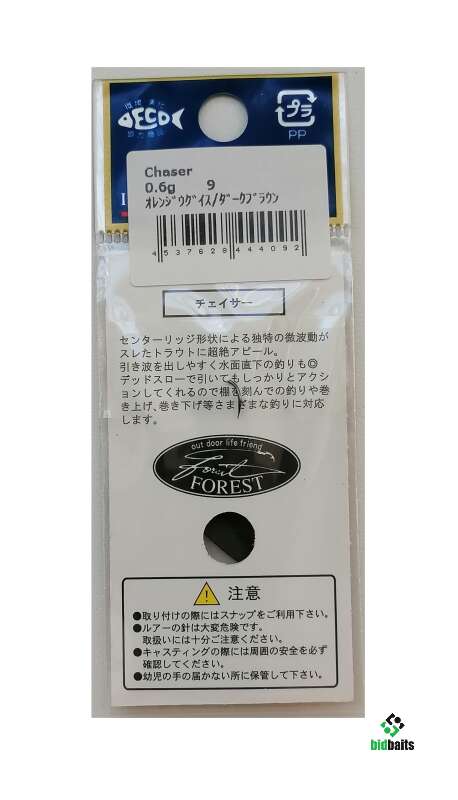 ECO
プラ
PP
Chaser
0.6g 9
ｵﾚﾝｼﾞｳｸﾞｲｽ/ﾀﾞｰｸﾌﾞﾗｳﾝ
4537628444092
チェイサー
センターリッジ形状による独特の微波動が
スレたトラウトに超絶アピール。
引き波を出しやすく水面直下の釣りも◎
デッドスローで引いてもしっかりとアクシ
ョンしてくれるので棚を刻んでの釣りや巻
き上げ、巻き下げ等さまざまな釣りに対応
します。
out door life friend
Forest
FOREST
注意
●取り付けの際にはスナップをご利用下さい。
●ルアーの針は大変危険です。
取扱いには十分ご注意ください。
●キャスティングの際には周囲の安全を必ず
確認してください。
●幼児の手の届かない所に保管して下さい。
bidbaits